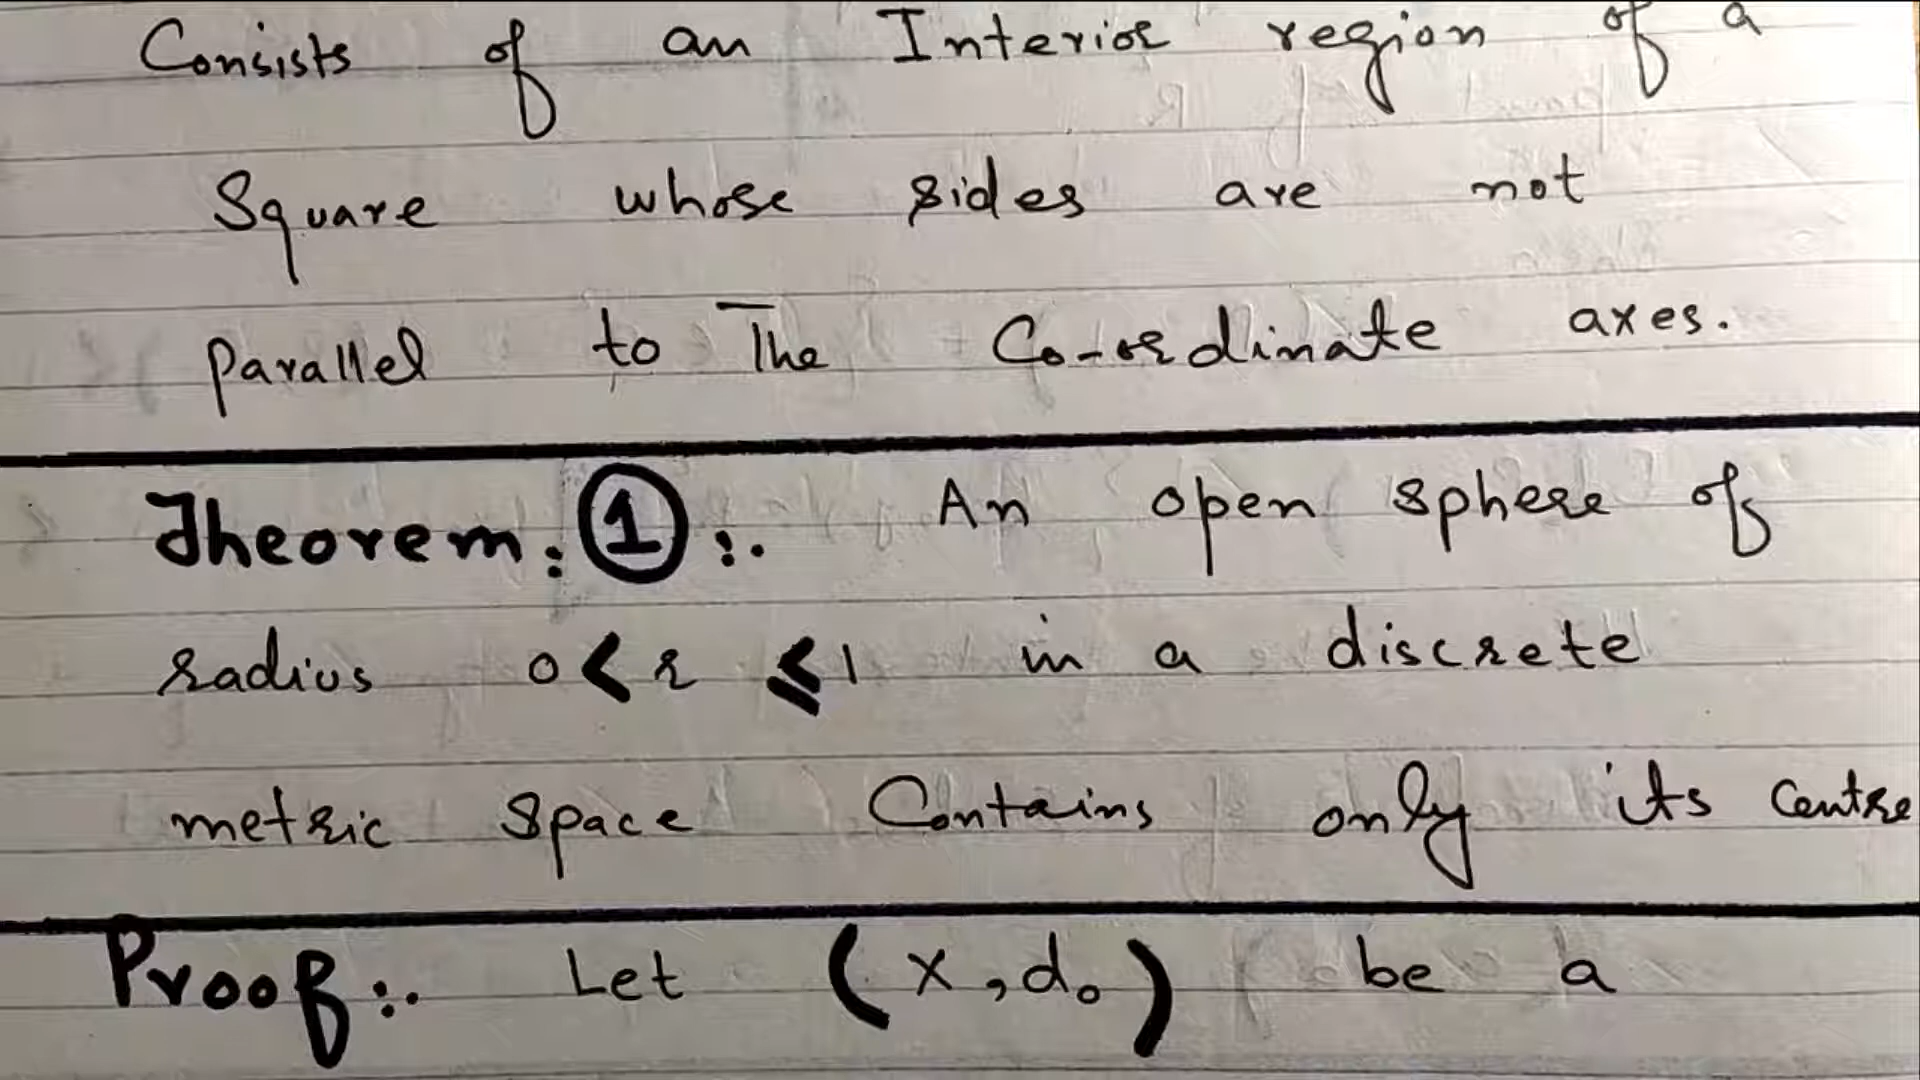 Consists of an Interior region of a
Square whose sides are not
parallel to The Co-ordinate axes.
Theorem: ① :. An open sphere of
radius 0 < r ⩽ 1 in a discrete
metric space Contains only its Centre
Proof:. Let (X, d₀) be a